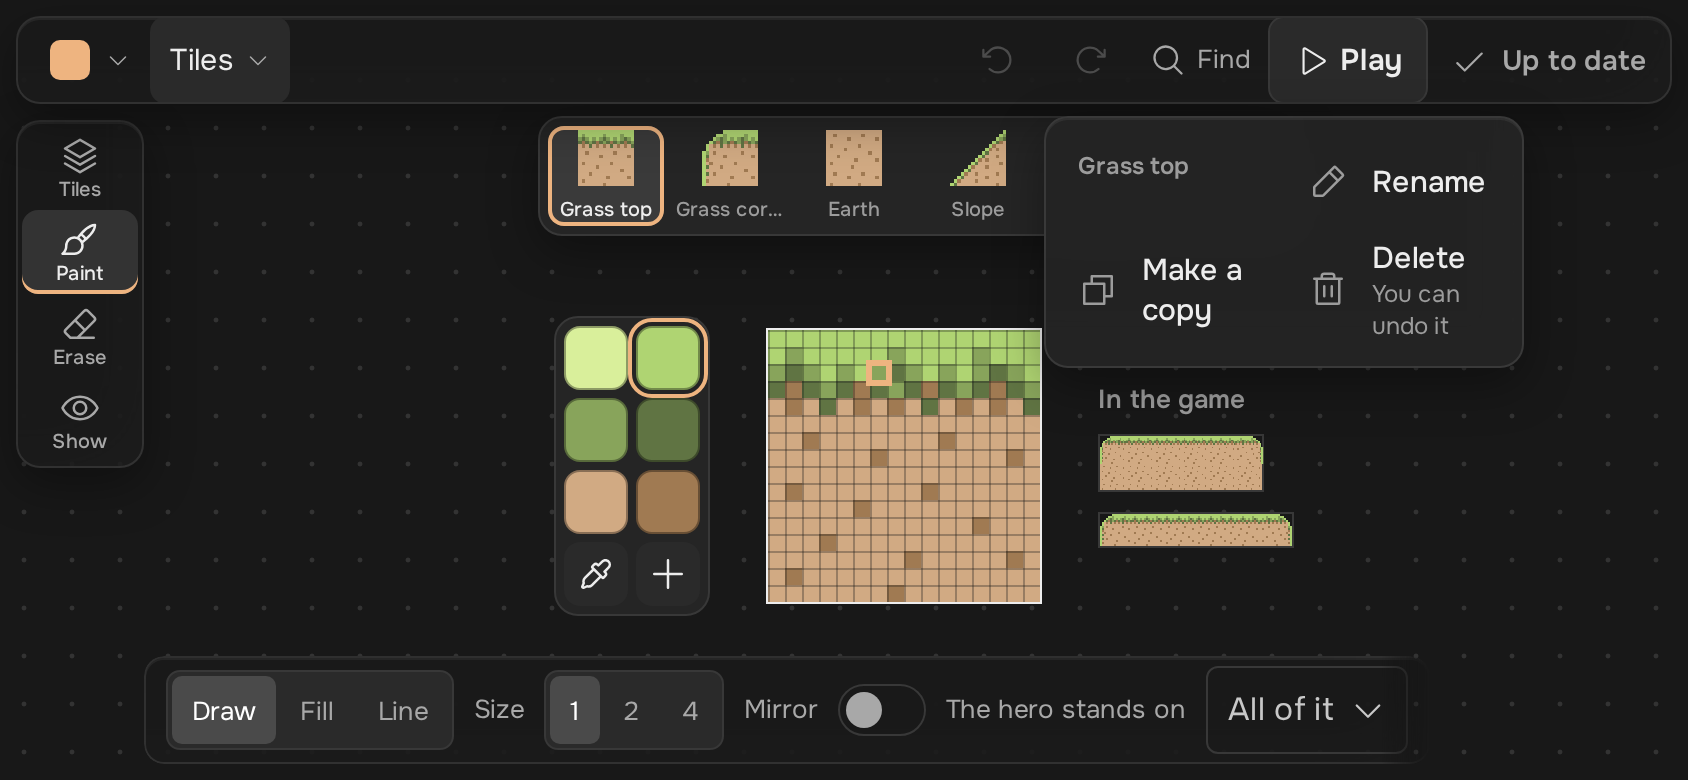 Tiles
Find
Play
Up to date
Tiles
Paint
Erase
Show
Grass top
Grass cor...
Earth
Slope
Grass top
Rename
Make a
copy
Delete
You can
undo it
In the game
Draw
Fill
Line
Size
1
2
4
Mirror
The hero stands on
All of it